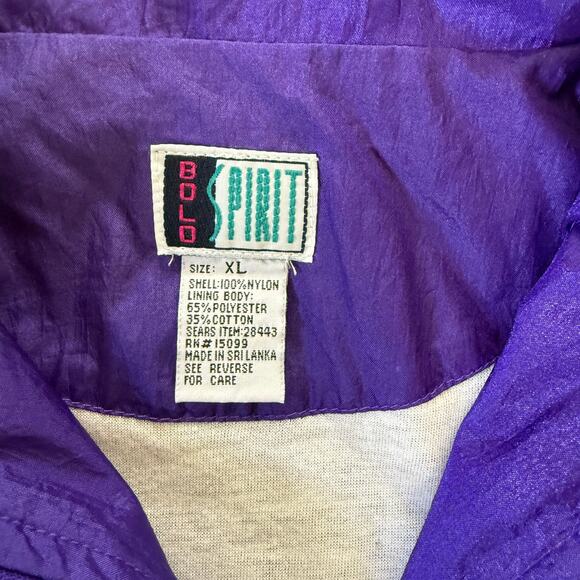 BOLD
SPIRIT
SIZE: XL
SHELL:100%NYLON
LINING BODY:
65%POLYESTER
35%COTTON
SEARS ITEM:28443
RN#15099
MADE IN SRI LANKA
SEE REVERSE
FOR CARE